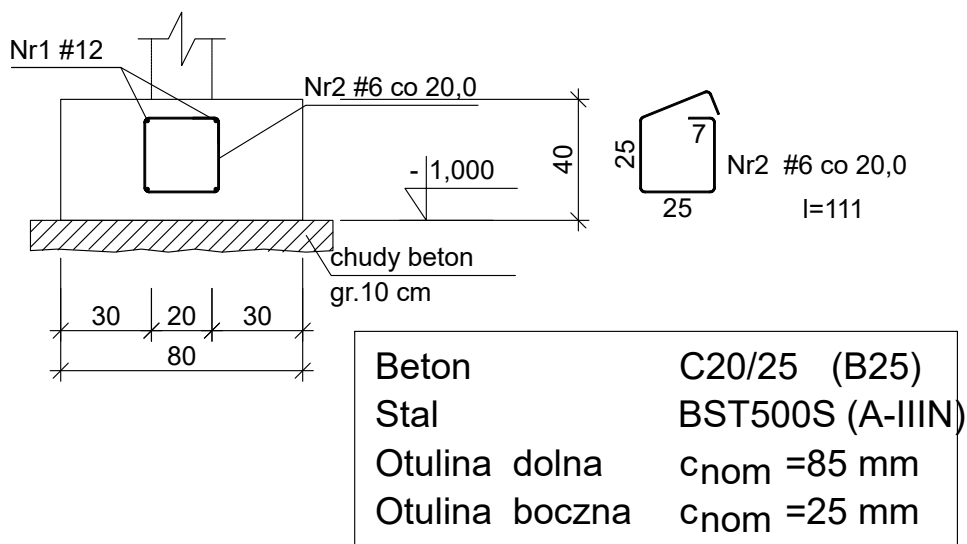 Nr1 #12
Nr2 #6 co 20,0
- 1,000
40
chudy beton
gr.10 cm
30 20 30
80
25
7
25
Nr2 #6 co 20,0
l=111
Beton C20/25 (B25)
Stal BST500S (A-IIIN)
Otulina dolna cnom =85 mm
Otulina boczna cnom =25 mm